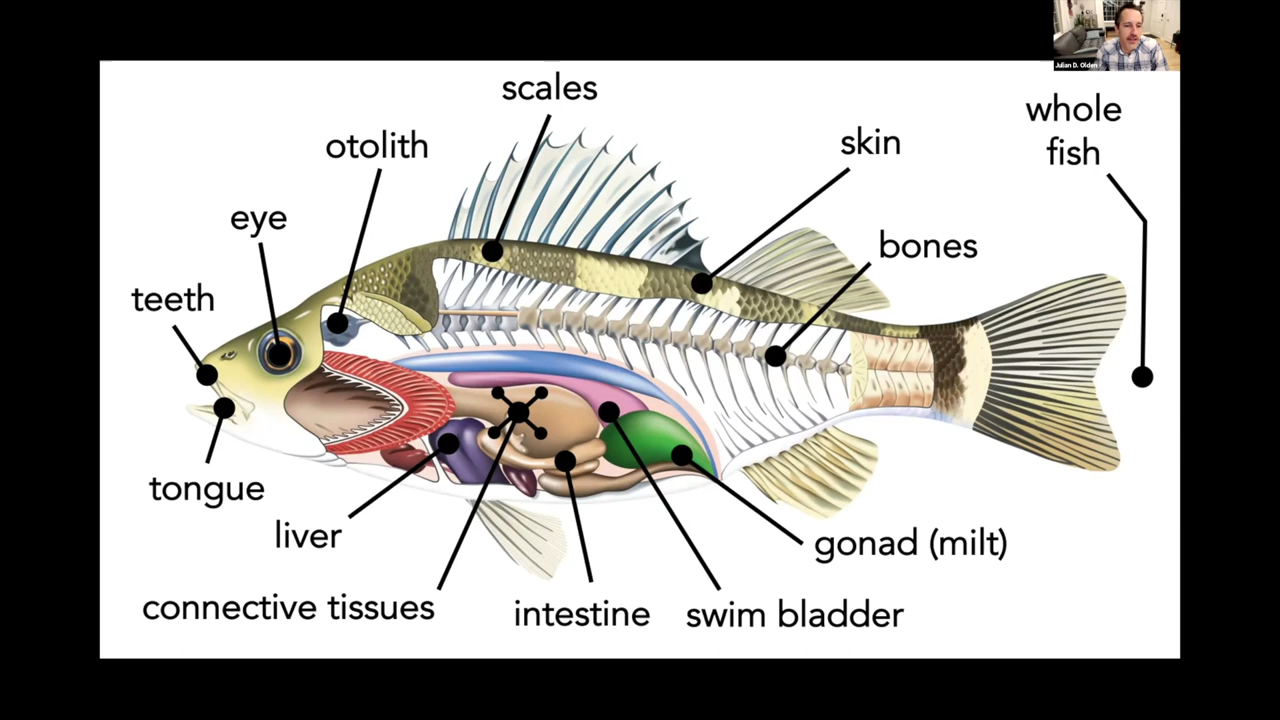 Julian D. Olden
scales
whole
fish
otolith
skin
eye
bones
teeth
tongue
liver
gonad (milt)
connective tissues
intestine
swim bladder